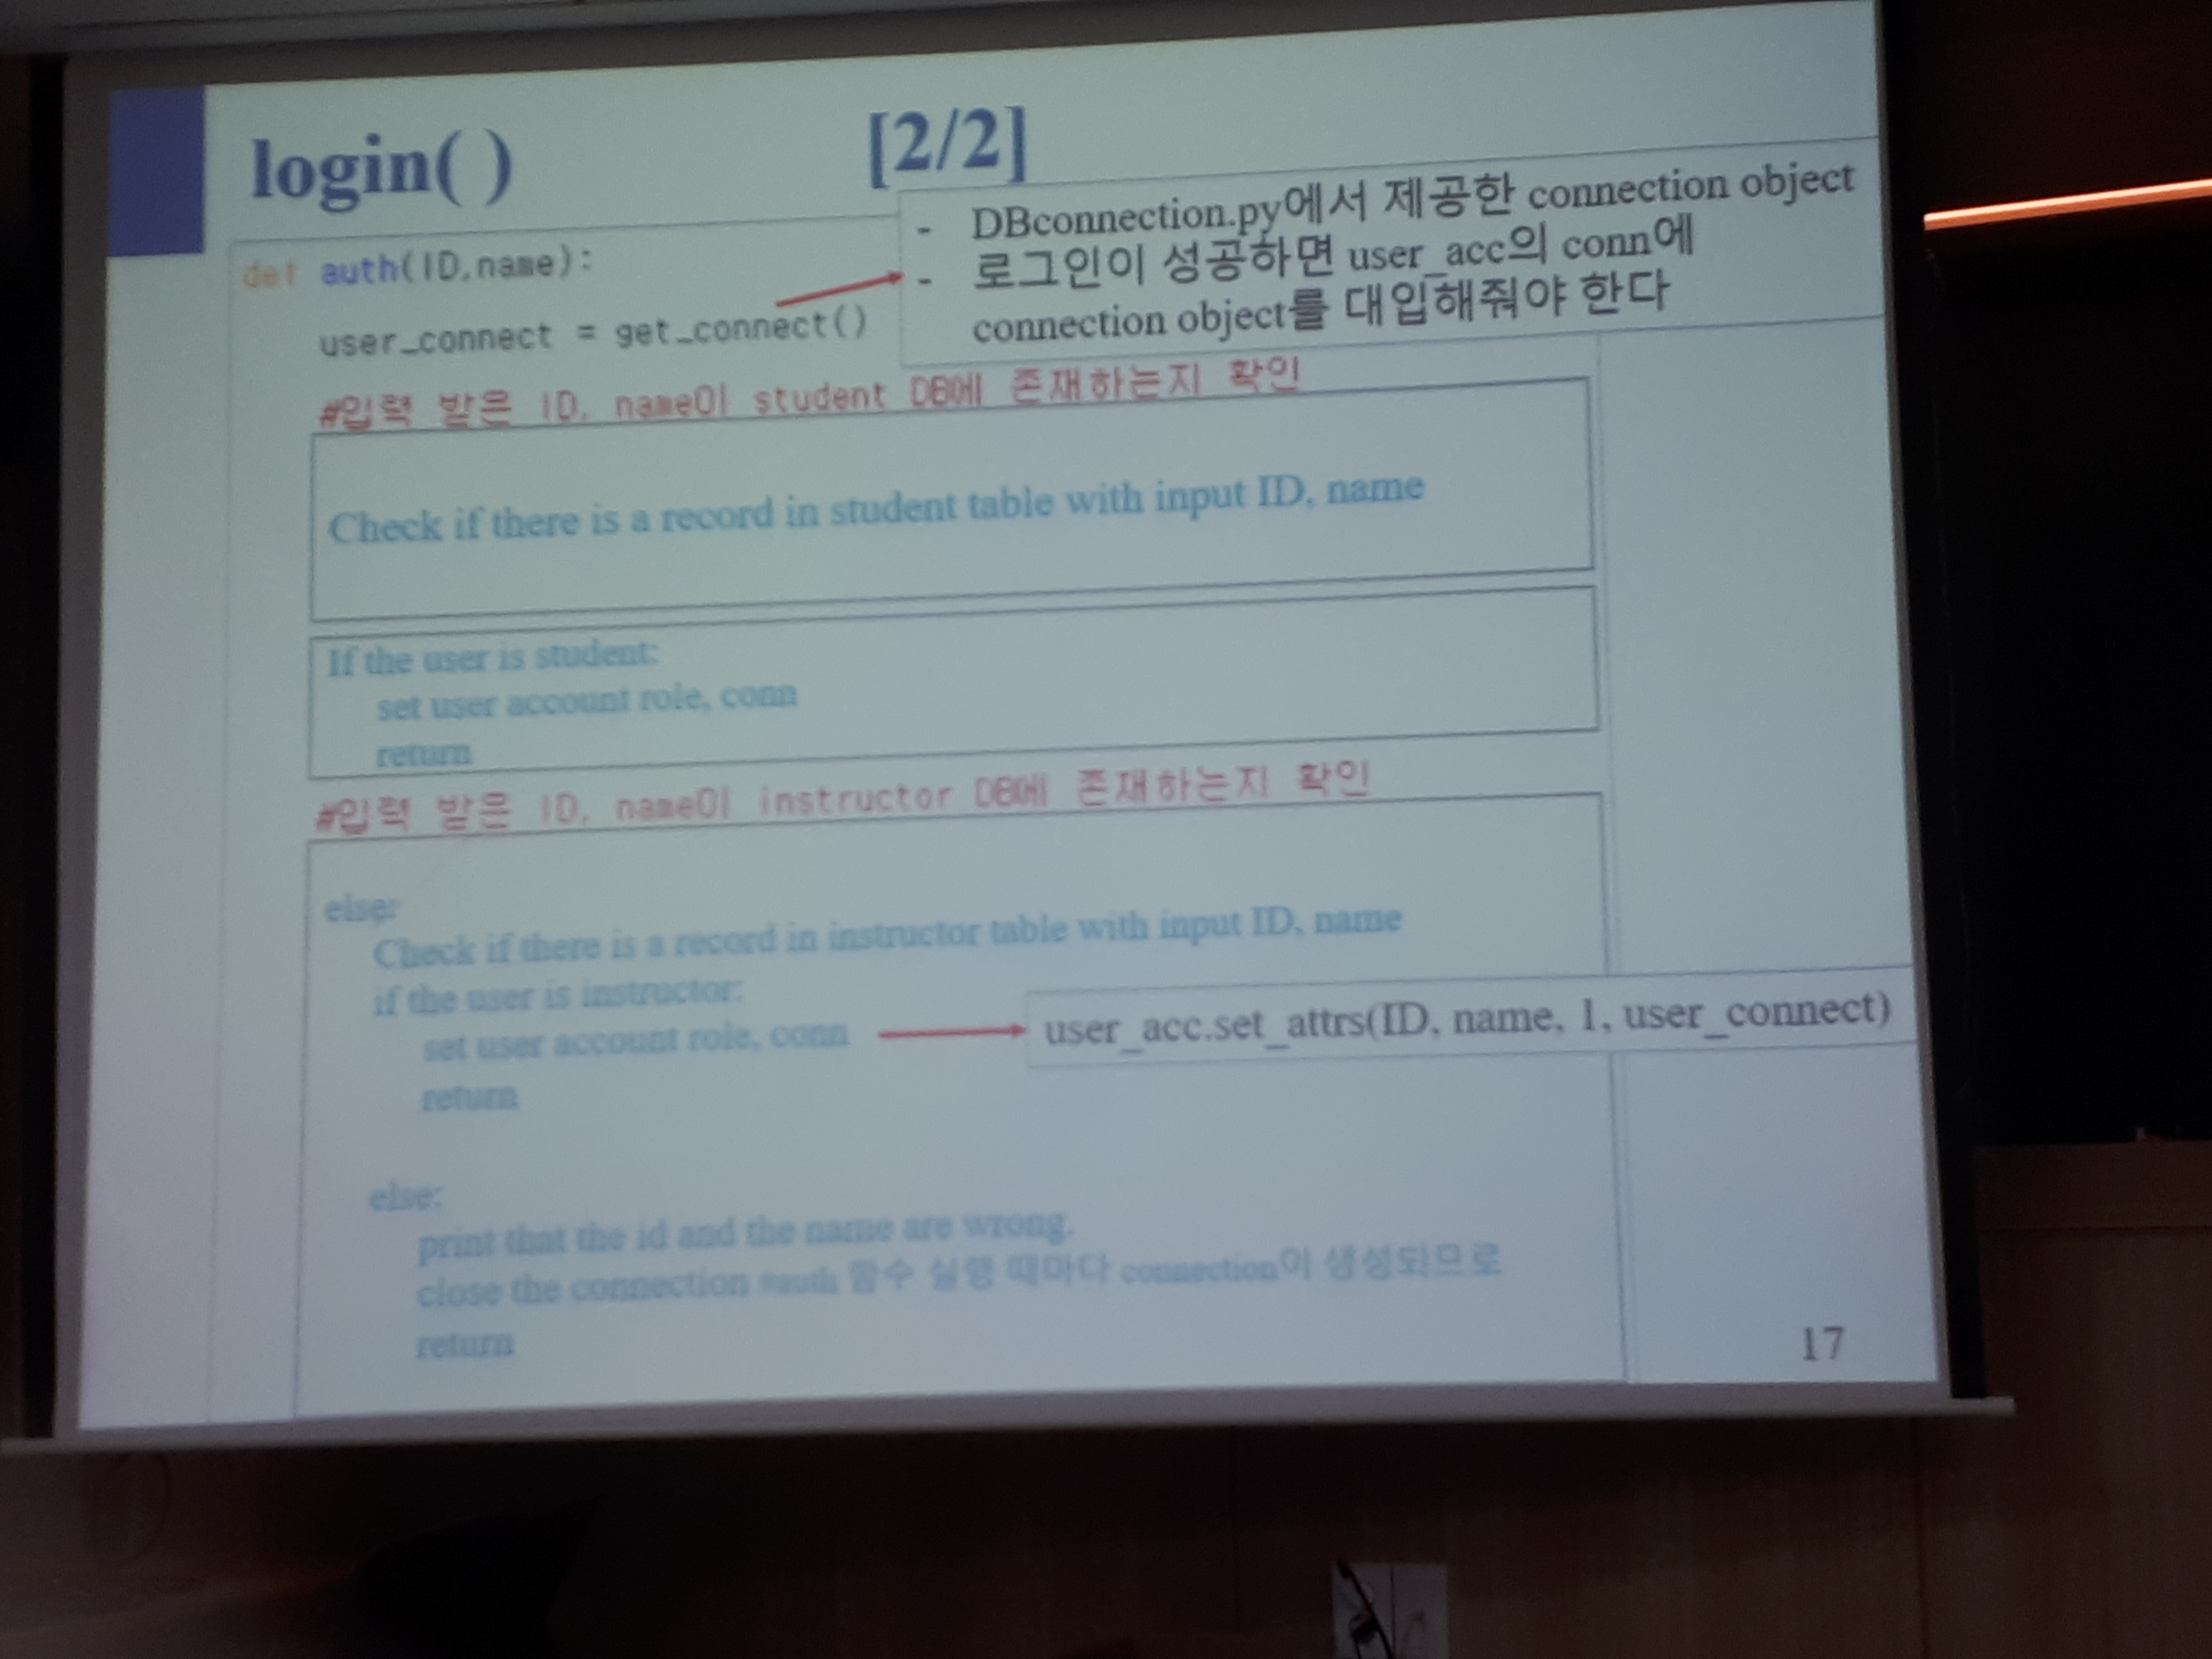 login( ) [2/2]
- DBconnection.py에서 제공한 connection object
- 로그인이 성공하면 user_acc의 conn에
connection object를 대입해줘야 한다
def auth(ID,name):
user_connect = get_connect()
#입력 받은 ID, name이 student DB에 존재하는지 확인
Check if there is a record in student table with input ID, name
If the user is student:
set user account role, conn
return
#입력 받은 ID, name이 instructor DB에 존재하는지 확인
else:
Check if there is a record in instructor table with input ID, name
if the user is instructor:
set user account role, conn
user_acc.set_attrs(ID, name, 1, user_connect)
return
else:
print that the id and the name are wrong.
close the connection #auth 함수 실행 때마다 connection이 생성되므로
return
17